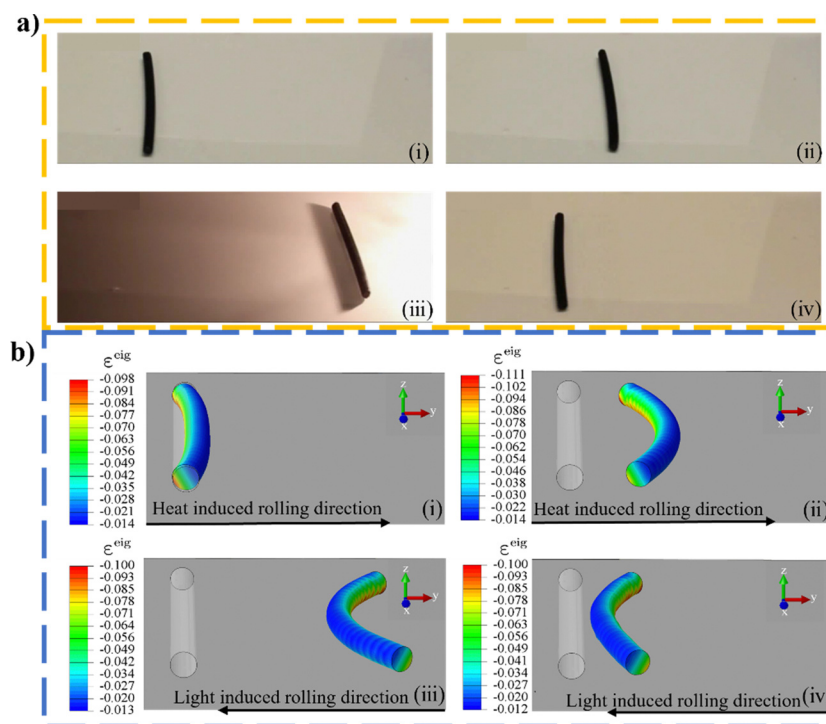 a)
(i)
(ii)
(iii)
(iv)
b)
ε^eig
-0.098
-0.091
-0.084
-0.077
-0.070
-0.063
-0.056
-0.049
-0.042
-0.035
-0.028
-0.021
-0.014
z
y
x
Heat induced rolling direction
(i)
ε^eig
-0.111
-0.102
-0.094
-0.086
-0.078
-0.070
-0.062
-0.054
-0.046
-0.038
-0.030
-0.022
-0.014
z
y
x
Heat induced rolling direction
(ii)
ε^eig
-0.100
-0.093
-0.085
-0.078
-0.071
-0.064
-0.056
-0.049
-0.042
-0.034
-0.027
-0.020
-0.013
z
y
x
Light induced rolling direction
(iii)
ε^eig
-0.100
-0.093
-0.085
-0.078
-0.071
-0.063
-0.056
-0.049
-0.041
-0.034
-0.027
-0.020
-0.012
z
y
x
Light induced rolling direction
(iv